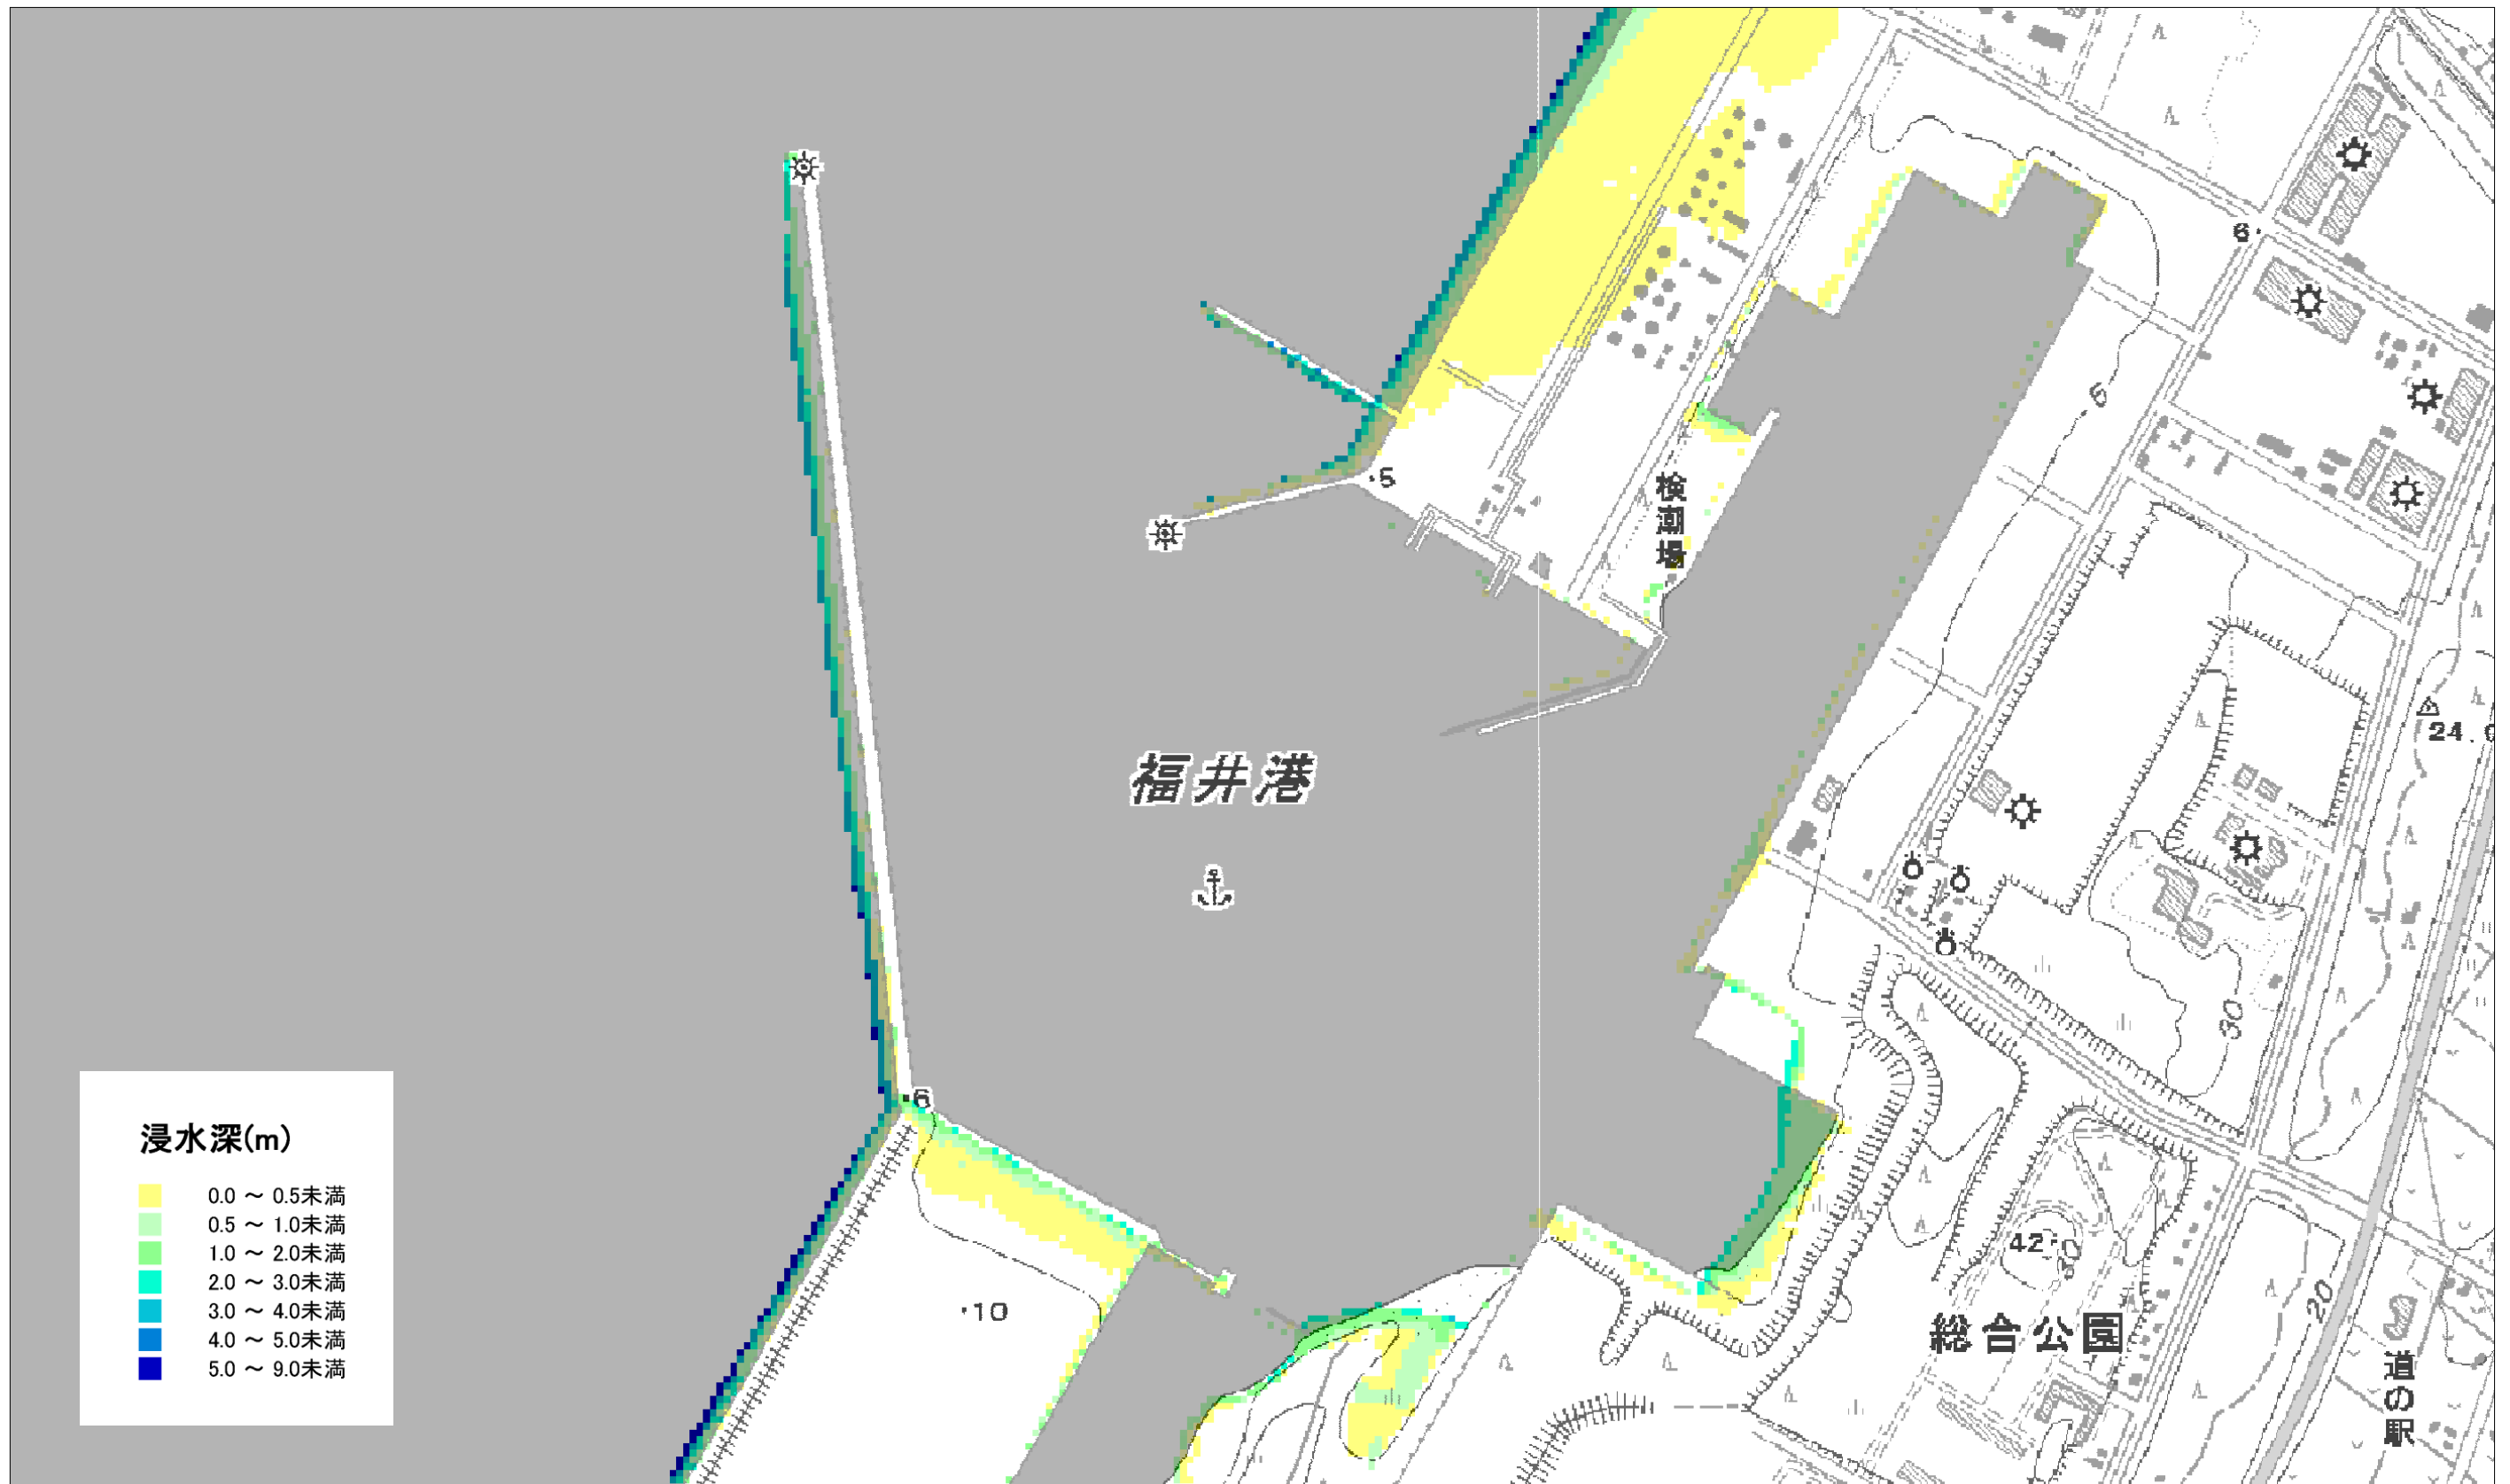 6
6
5
検潮場
24.0
福井港
30
6
浸水深(m)
0.0 ～ 0.5未満
0.5 ～ 1.0未満
1.0 ～ 2.0未満
2.0 ～ 3.0未満
3.0 ～ 4.0未満
4.0 ～ 5.0未満
5.0 ～ 9.0未満
42
30
10
20
総合公園
道の駅